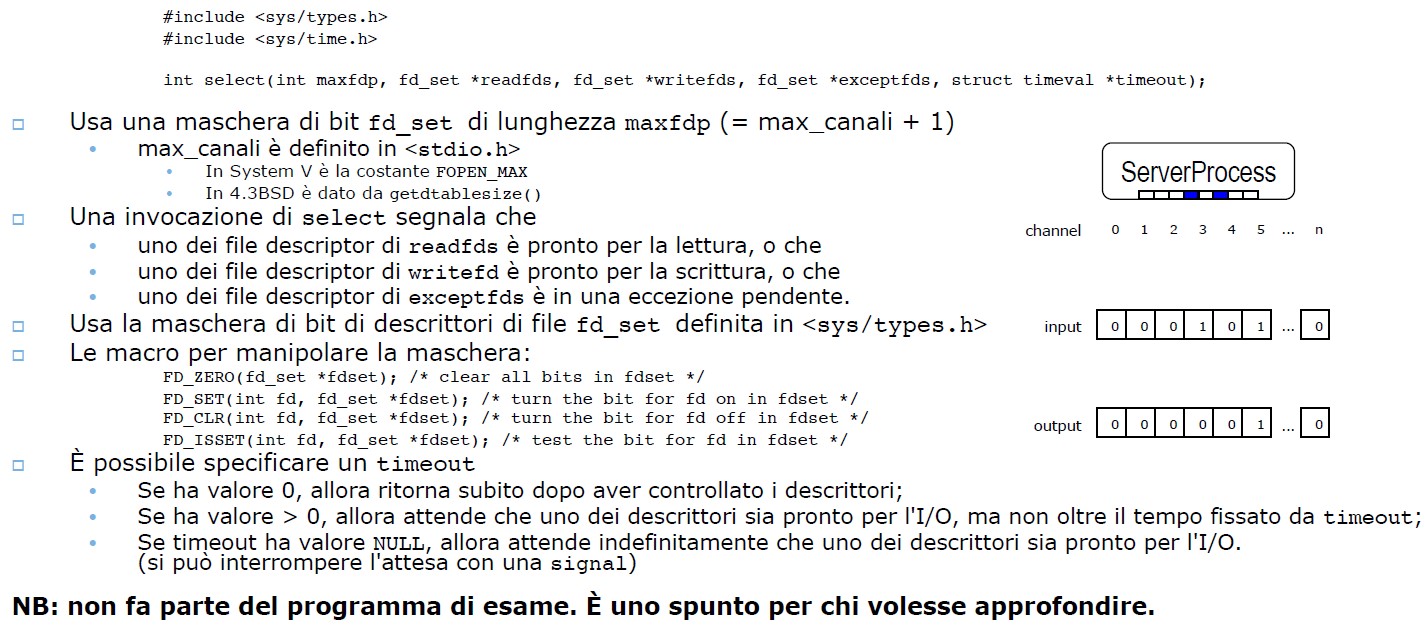 #include <sys/types.h>
#include <sys/time.h>
int select(int maxfdp, fd_set *readfds, fd_set *writefds, fd_set *exceptfds, struct timeval *timeout);
Usa una maschera di bit fd_set di lunghezza maxfdp (= max_canali + 1)
max_canali è definito in <stdio.h>
In System V è la costante FOPEN_MAX
In 4.3BSD è dato da getdtablesize()
Una invocazione di select segnala che
uno dei file descriptor di readfds è pronto per la lettura, o che
uno dei file descriptor di writefd è pronto per la scrittura, o che
uno dei file descriptor di exceptfds è in una eccezione pendente.
Usa la maschera di bit di descrittori di file fd_set definita in <sys/types.h>
Le macro per manipolare la maschera:
FD_ZERO(fd_set *fdset); /* clear all bits in fdset */
FD_SET(int fd, fd_set *fdset); /* turn the bit for fd on in fdset */
FD_CLR(int fd, fd_set *fdset); /* turn the bit for fd off in fdset */
FD_ISSET(int fd, fd_set *fdset); /* test the bit for fd in fdset */
È possibile specificare un timeout
Se ha valore 0, allora ritorna subito dopo aver controllato i descrittori;
Se ha valore > 0, allora attende che uno dei descrittori sia pronto per l'I/O, ma non oltre il tempo fissato da timeout;
Se timeout ha valore NULL, allora attende indefinitamente che uno dei descrittori sia pronto per l'I/O.
(si può interrompere l'attesa con una signal)
NB: non fa parte del programma di esame. È uno spunto per chi volesse approfondire.
ServerProcess
channel 0 1 2 3 4 5 ... n
input 0 0 0 1 0 1 ... 0
output 0 0 0 0 0 1 ... 0